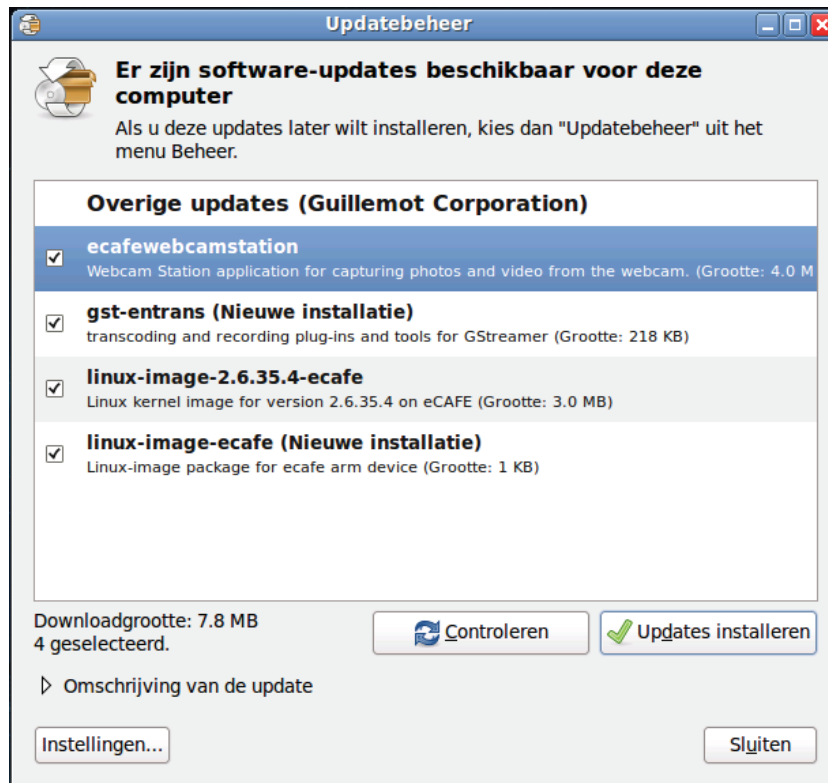 Updatebeheer
Er zijn software-updates beschikbaar voor deze
computer
Als u deze updates later wilt installeren, kies dan "Updatebeheer" uit het
menu Beheer.
Overige updates (Guillemot Corporation)
ecafewebcamstation
Webcam Station application for capturing photos and video from the webcam. (Grootte: 4.0 M
gst-entrans (Nieuwe installatie)
transcoding and recording plug-ins and tools for GStreamer (Grootte: 218 KB)
linux-image-2.6.35.4-ecafe
Linux kernel image for version 2.6.35.4 on eCAFE (Grootte: 3.0 MB)
linux-image-ecafe (Nieuwe installatie)
Linux-image package for ecafe arm device (Grootte: 1 KB)
Downloadgrootte: 7.8 MB
4 geselecteerd.
Controleren
Updates installeren
Omschrijving van de update
Instellingen...
Sluiten